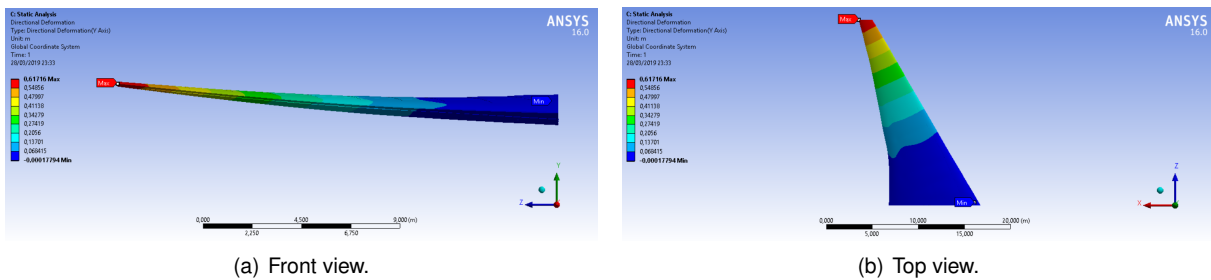 C: Static Analysis
Directional Deformation
Type: Directional Deformation(Y Axis)
Unit: m
Global Coordinate System
Time: 1
28/03/2019 23:33
0,61716 Max
0,54856
0,47997
0,41138
0,34279
0,27419
0,2056
0,13701
0,068415
-0,00017794 Min
Max
Min
ANSYS
16.0
Y
Z
0,000
4,500
9,000 (m)
2,250
6,750
(a) Front view.
C: Static Analysis
Directional Deformation
Type: Directional Deformation(Y Axis)
Unit: m
Global Coordinate System
Time: 1
28/03/2019 23:33
0,61716 Max
0,54856
0,47997
0,41138
0,34279
0,27419
0,2056
0,13701
0,068415
-0,00017794 Min
Max
Min
ANSYS
16.0
Z
X
0,000
10,000
20,000 (m)
5,000
15,000
(b) Top view.